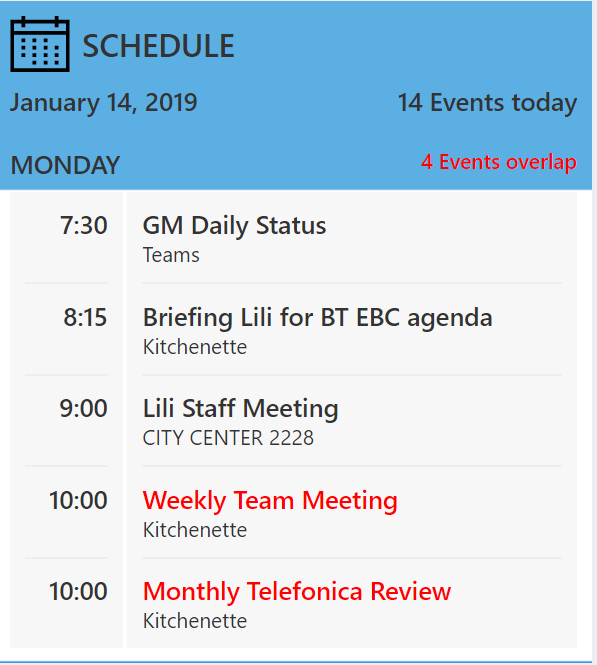 SCHEDULE
January 14, 2019 14 Events today
MONDAY 4 Events overlap
7:30 GM Daily Status
Teams
8:15 Briefing Lili for BT EBC agenda
Kitchenette
9:00 Lili Staff Meeting
CITY CENTER 2228
10:00 Weekly Team Meeting
Kitchenette
10:00 Monthly Telefonica Review
Kitchenette